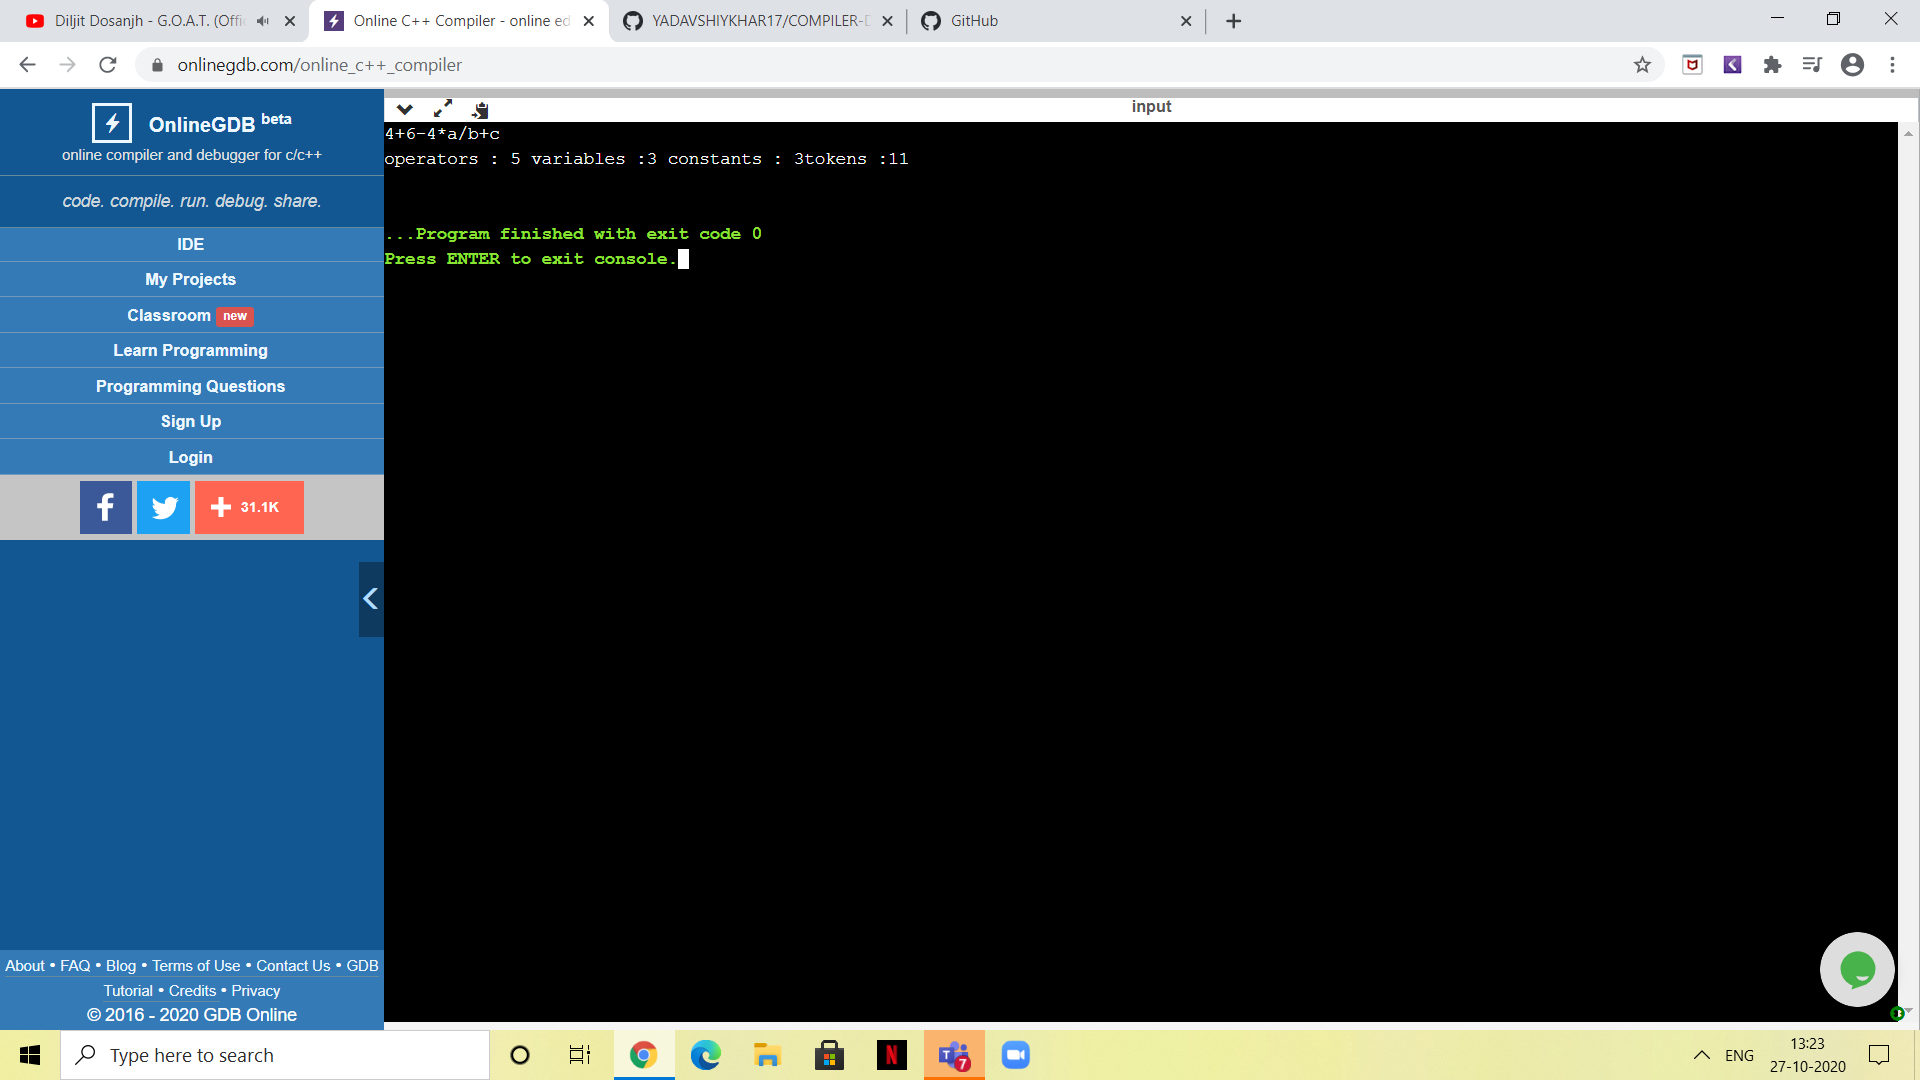 Diljit Dosanjh - G.O.A.T. (Offi
Online C++ Compiler - online ed
YADAVSHIYKHAR17/COMPILER-D
GitHub
onlinegdb.com/online_c++_compiler
OnlineGDB beta
online compiler and debugger for c/c++
code. compile. run. debug. share.
IDE
My Projects
Classroom new
Learn Programming
Programming Questions
Sign Up
Login
31.1K
About • FAQ • Blog • Terms of Use • Contact Us • GDB
Tutorial • Credits • Privacy
© 2016 - 2020 GDB Online
input
4+6-4*a/b+c
operators : 5 variables :3 constants : 3tokens :11
...Program finished with exit code 0
Press ENTER to exit console.
Type here to search
7
ENG
13:23
27-10-2020